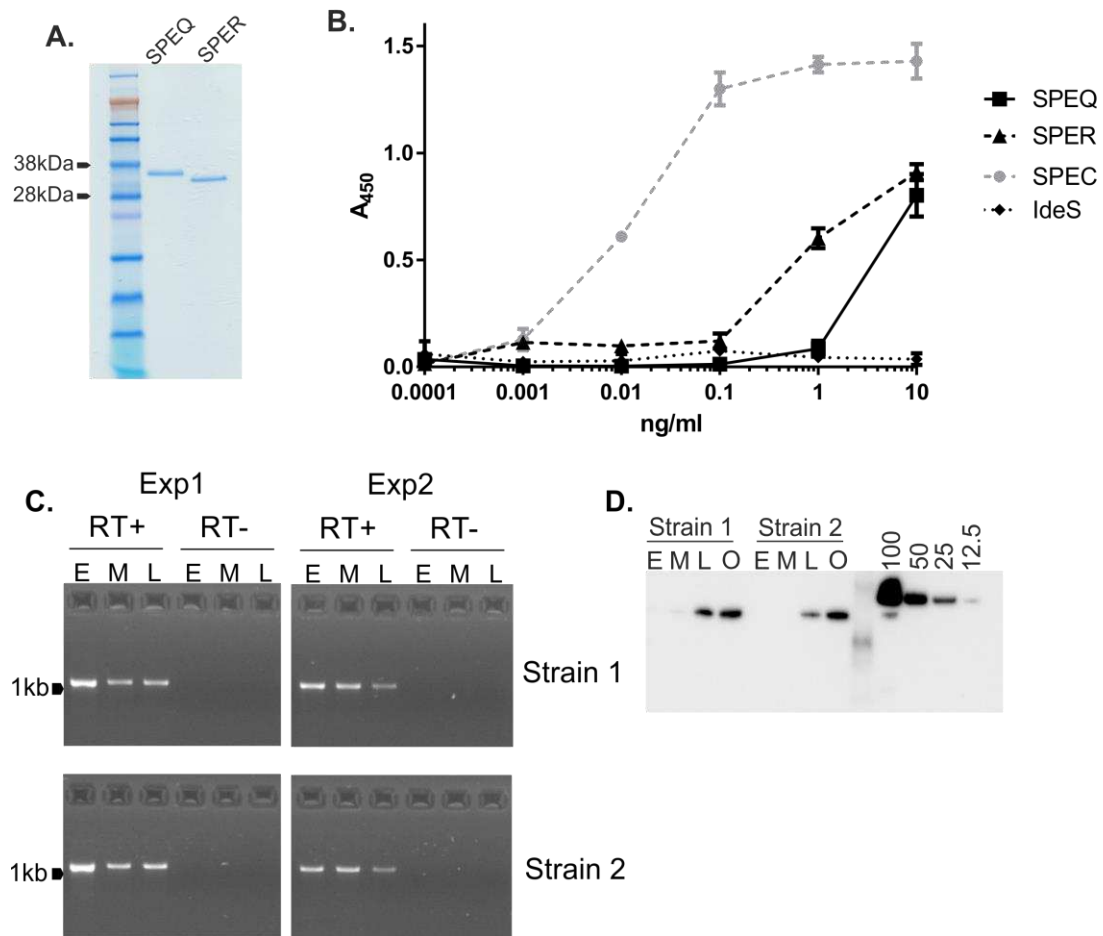 A.
SPEQ SPER
38kDa
28kDa
B.
1.5
1.0
0.5
0.0
A450
0.0001 0.001 0.01 0.1 1 10
ng/ml
SPEQ
SPER
SPEC
IdeS
C.
Exp1 Exp2
RT+ RT- RT+ RT-
E M L E M L E M L E M L
1kb
Strain 1
1kb
Strain 2
D.
Strain 1 Strain 2
E M L O E M L O 100 50 25 12.5